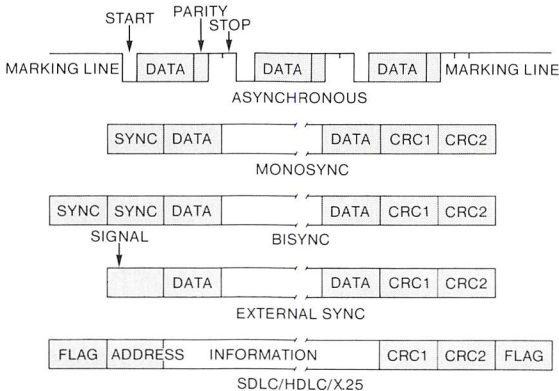 START
PARITY
STOP
MARKING LINE DATA DATA DATA MARKING LINE
ASYNCHRONOUS
SYNC DATA DATA CRC1 CRC2
MONOSYNC
SYNC SYNC DATA DATA CRC1 CRC2
SIGNAL
BISYNC
DATA DATA CRC1 CRC2
EXTERNAL SYNC
FLAG ADDRESS INFORMATION CRC1 CRC2 FLAG
SDLC/HDLC/X.25